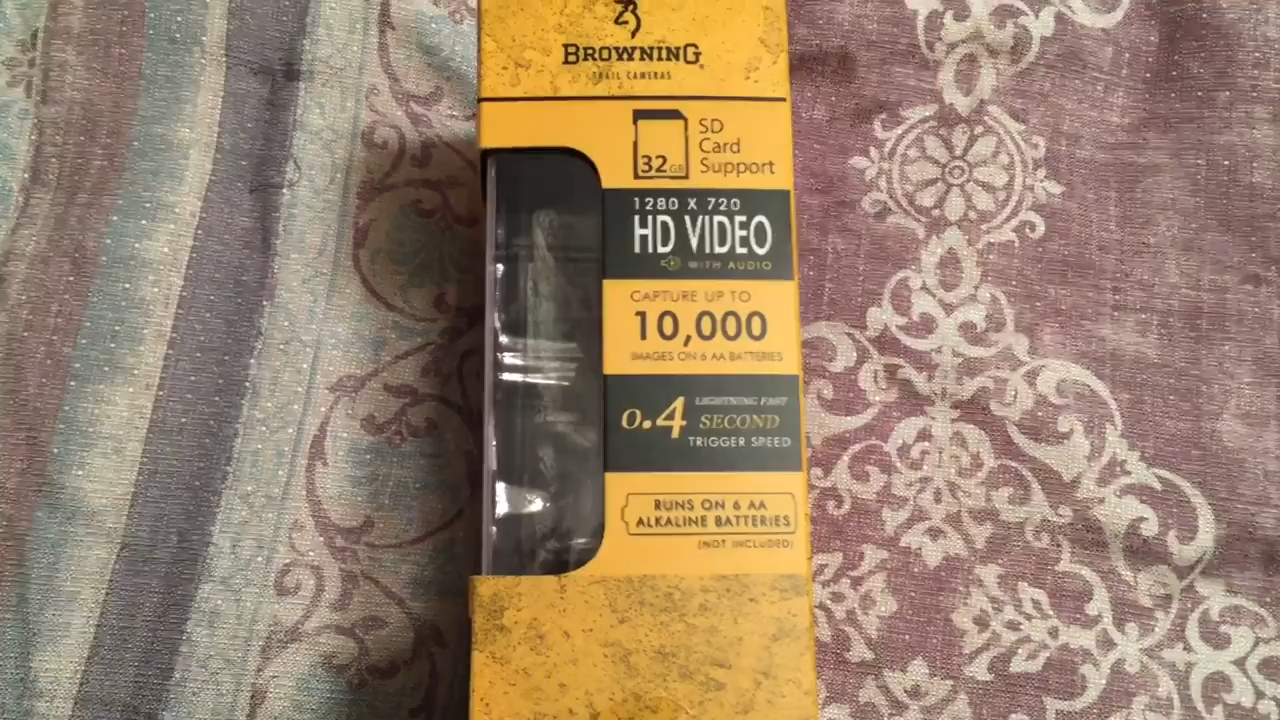 BROWNING
TRAIL CAMERAS
32GB
SD
Card
Support
1280 X 720
HD VIDEO
WITH AUDIO
CAPTURE UP TO
10,000
IMAGES ON 6 AA BATTERIES
0.4
LIGHTNING FAST
SECOND
TRIGGER SPEED
RUNS ON 6 AA
ALKALINE BATTERIES
(NOT INCLUDED)